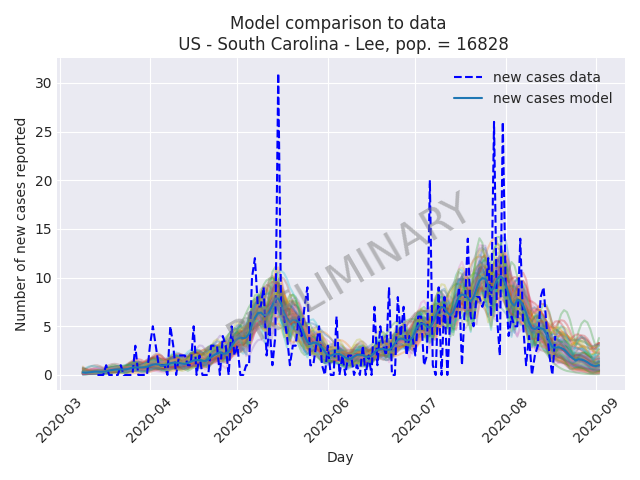 Model comparison to data
US - South Carolina - Lee, pop. = 16828
new cases data
new cases model
Number of new cases reported
30
25
20
15
10
5
0
LIMINARY
2020-03
2020-04
2020-05
2020-06
2020-07
2020-08
2020-09
Day